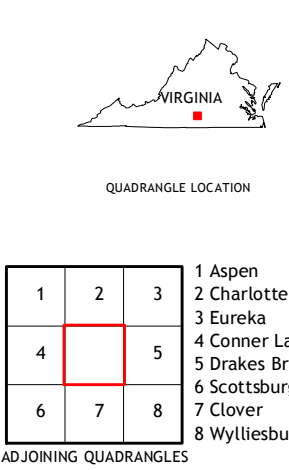 VIRGINIA
QUADRANGLE LOCATION
1 2 3
4 5
6 7 8
1 Aspen
2 Charlotte
3 Eureka
4 Conner La
5 Drakes Br
6 Scottsburg
7 Clover
8 Wylliesbu
ADJOINING QUADRANGLES